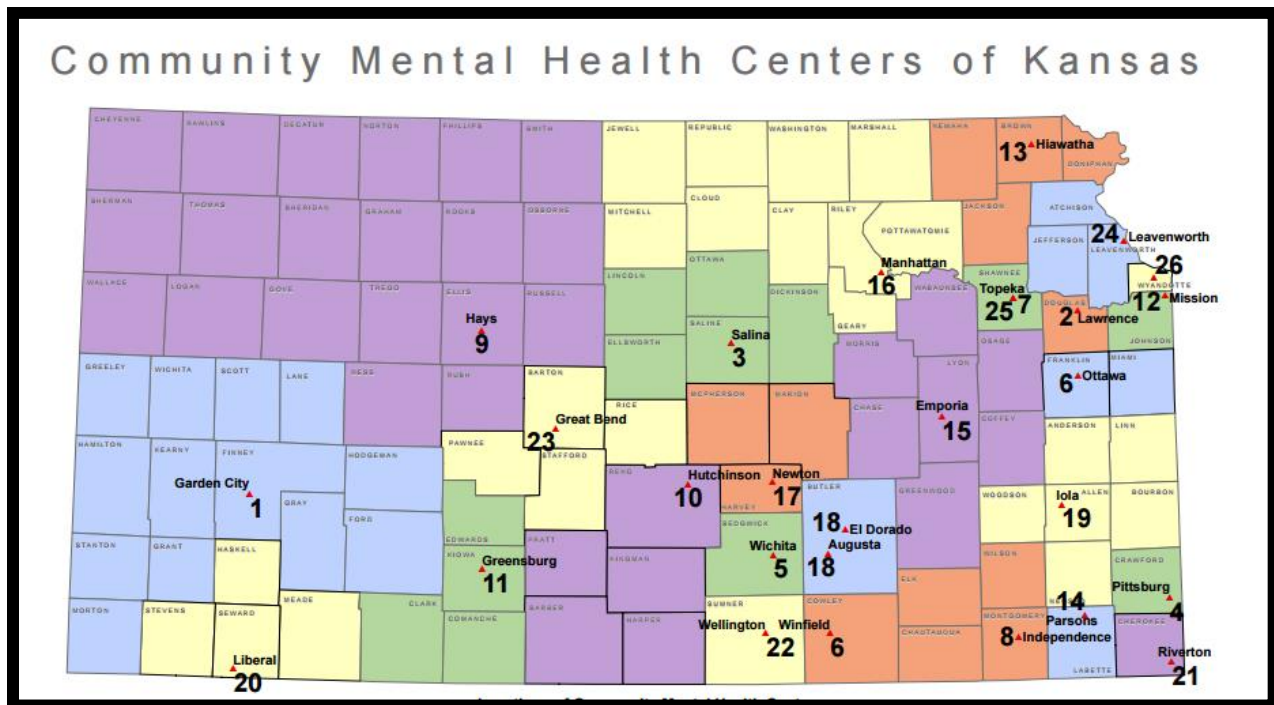 Community Mental Health Centers of Kansas
CHEYENNE
RAWLINS
DECATUR
NORTON
PHILLIPS
SMITH
JEWELL
REPUBLIC
WASHINGTON
MARSHALL
NEMAHA
BROWN
13 Hiawatha
DONIPHAN
SHERMAN
THOMAS
SHERIDAN
GRAHAM
ROOKS
OSBORNE
MITCHELL
CLOUD
CLAY
RILEY
POTTAWATOMIE
JACKSON
ATCHISON
JEFFERSON
24 Leavenworth
LEAVENWORTH
WALLACE
LOGAN
GOVE
TREGO
ELLIS
Hays
9
RUSSELL
LINCOLN
OTTAWA
DICKINSON
Manhattan
16
GEARY
WABAUNSEE
SHAWNEE
Topeka
25 7
DOUGLAS
2 Lawrence
26
WYANDOTTE
12 Mission
JOHNSON
ELLSWORTH
SALINE
Salina
3
MORRIS
LYON
OSAGE
FRANKLIN
6 Ottawa
MIAMI
GREELEY
WICHITA
SCOTT
LANE
NESS
RUSH
BARTON
Great Bend
23
RICE
MCPHERSON
MARION
CHASE
Emporia
15
COFFEY
ANDERSON
LINN
HAMILTON
KEARNY
FINNEY
Garden City
1
HODGEMAN
PAWNEE
STAFFORD
RENO
Hutchinson
10
Newton
17
HARVEY
BUTLER
18 El Dorado
Augusta
18
GREENWOOD
WOODSON
Iola
ALLEN
19
BOURBON
GRAY
FORD
EDWARDS
KIOWA
Greensburg
11
PRATT
KINGMAN
SEDGWICK
Wichita
5
STANTON
GRANT
HASKELL
ELK
WILSON
14
Parsons
CRAWFORD
Pittsburg
4
MORTON
STEVENS
SEWARD
Liberal
20
MEADE
CLARK
COMANCHE
BARBER
HARPER
SUMNER
Wellington
22
COWLEY
Winfield
6
CHAUTAUQUA
MONTGOMERY
8 Independence
LABETTE
CHEROKEE
Riverton
21